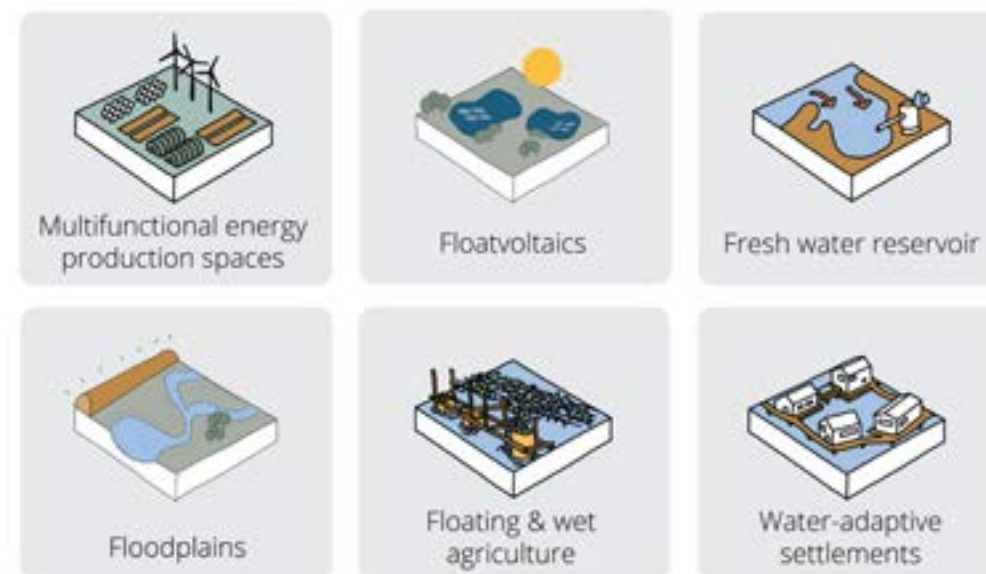 Multifunctional energy
production spaces
Floatvoltaics
Fresh water reservoir
Floodplains
Floating & wet
agriculture
Water-adaptive
settlements